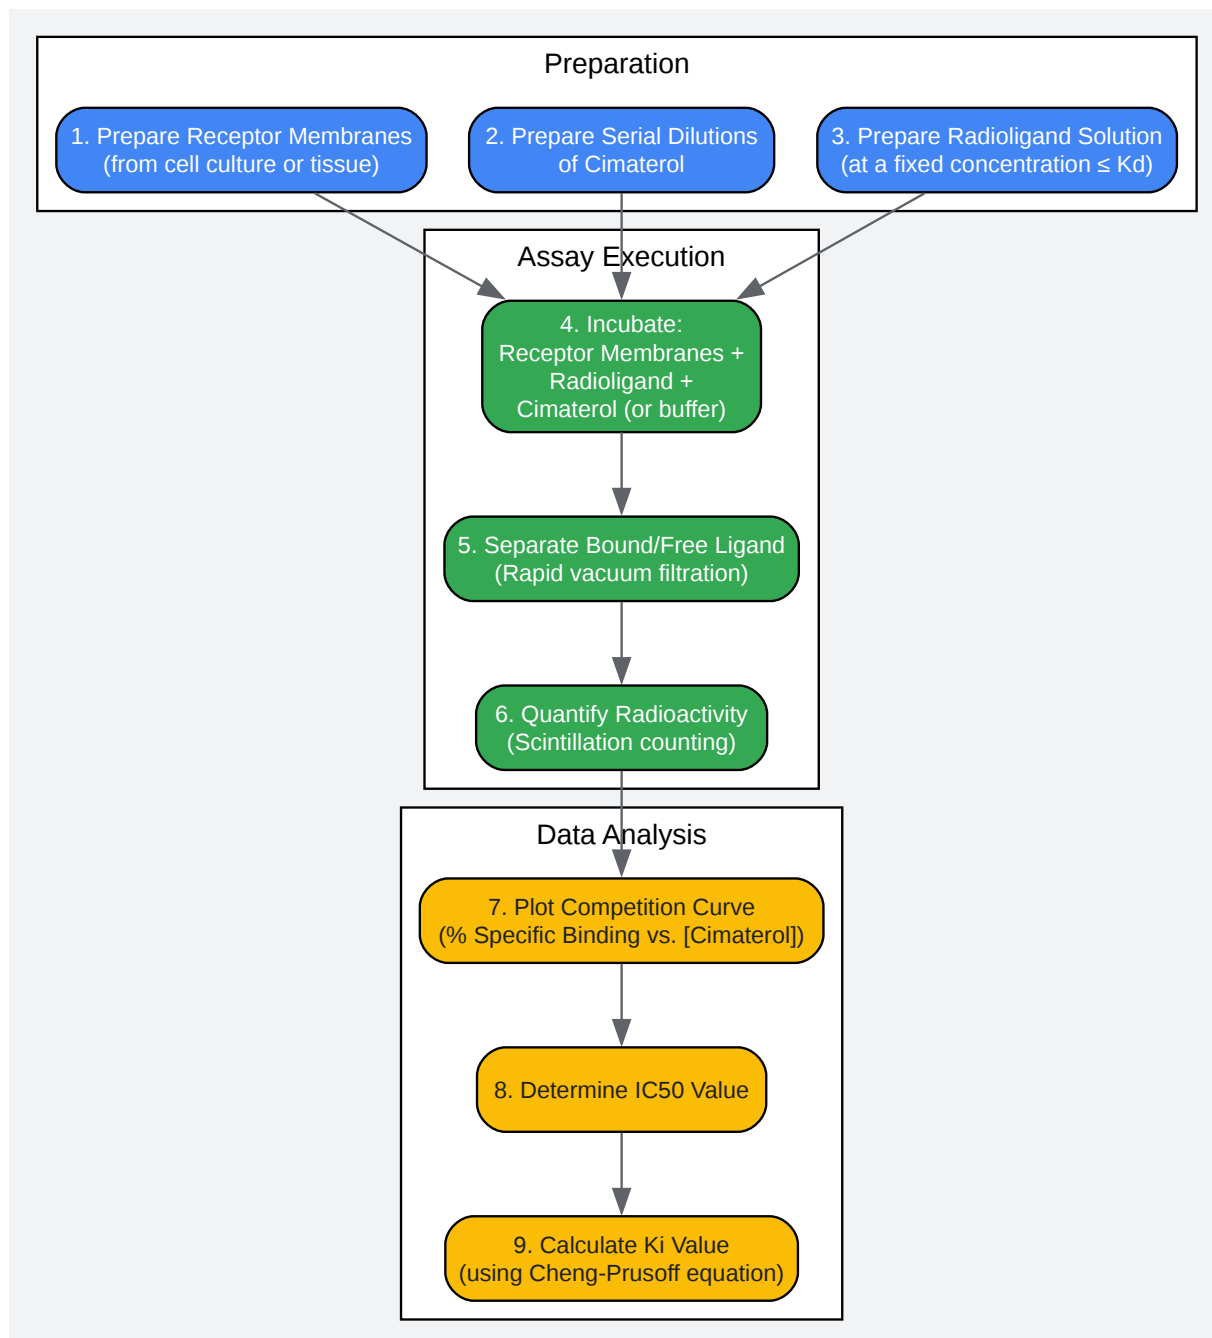 Preparation
1. Prepare Receptor Membranes
(from cell culture or tissue)
2. Prepare Serial Dilutions
of Cimaterol
3. Prepare Radioligand Solution
(at a fixed concentration ≤ Kd)
Assay Execution
4. Incubate:
Receptor Membranes +
Radioligand +
Cimaterol (or buffer)
5. Separate Bound/Free Ligand
(Rapid vacuum filtration)
6. Quantify Radioactivity
(Scintillation counting)
Data Analysis
7. Plot Competition Curve
(% Specific Binding vs. [Cimaterol])
8. Determine IC50 Value
9. Calculate Ki Value
(using Cheng-Prusoff equation)